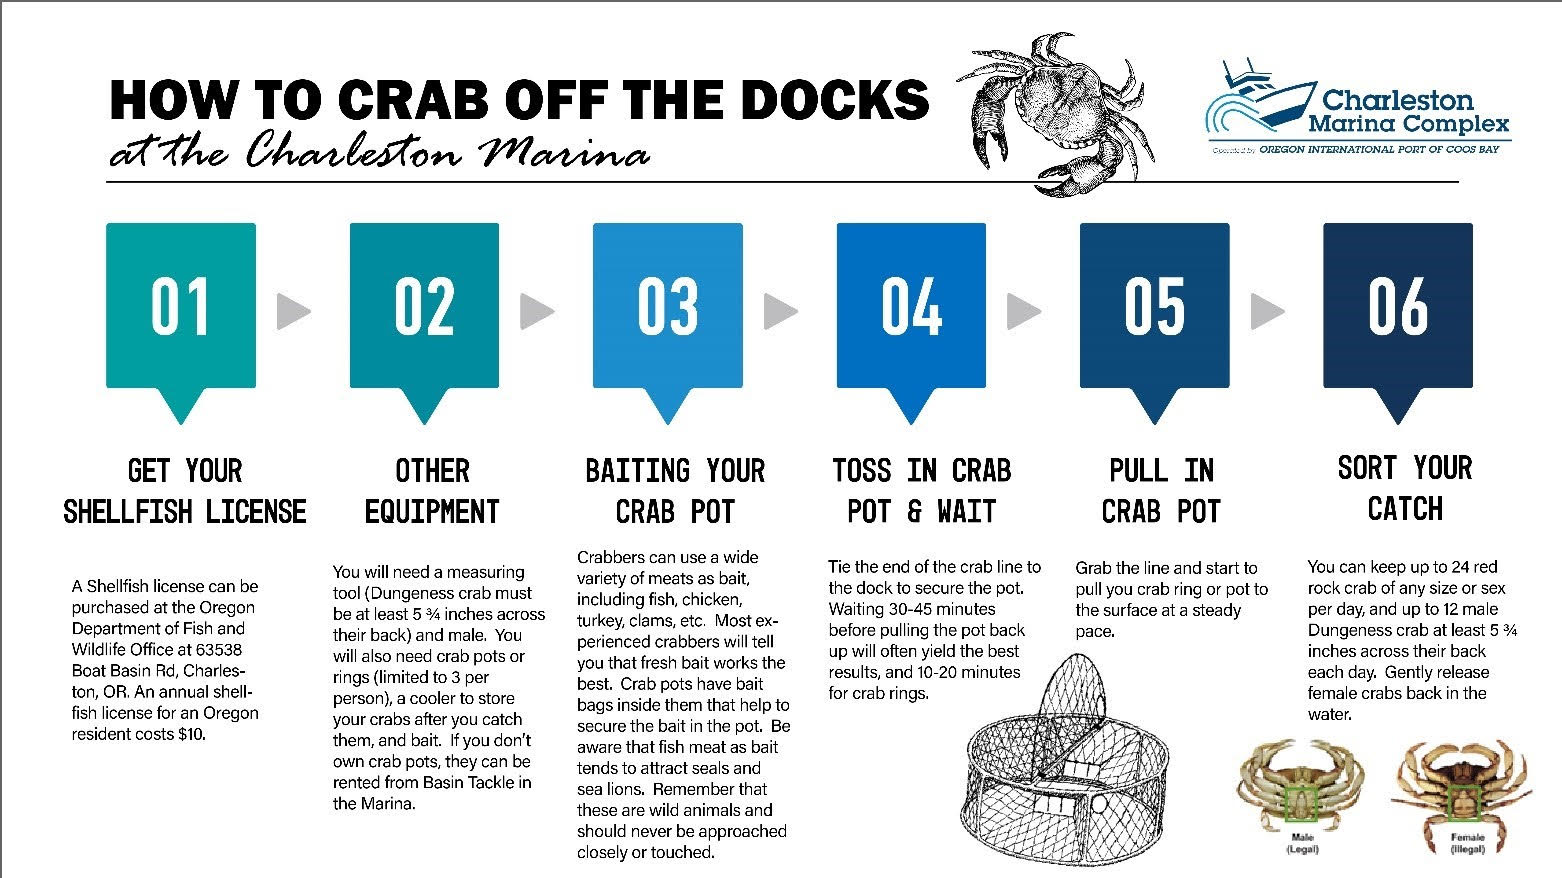 HOW TO CRAB OFF THE DOCKS
at the Charleston Marina
Charleston
Marina Complex
Operated by OREGON INTERNATIONAL PORT OF COOS BAY
01
GET YOUR
SHELLFISH LICENSE
A Shellfish license can be
purchased at the Oregon
Department of Fish and
Wildlife Office at 63538
Boat Basin Rd, Charles-
ton, OR. An annual shell-
fish license for an Oregon
resident costs $10.
02
OTHER
EQUIPMENT
You will need a measuring
tool (Dungeness crab must
be at least 5 ¾ inches across
their back) and male. You
will also need crab pots or
rings (limited to 3 per
person), a cooler to store
your crabs after you catch
them, and bait. If you don't
own crab pots, they can be
rented from Basin Tackle in
the Marina.
03
BAITING YOUR
CRAB POT
Crabbers can use a wide
variety of meats as bait,
including fish, chicken,
turkey, clams, etc. Most ex-
perienced crabbers will tell
you that fresh bait works the
best. Crab pots have bait
bags inside them that help to
secure the bait in the pot. Be
aware that fish meat as bait
tends to attract seals and
sea lions. Remember that
these are wild animals and
should never be approached
closely or touched.
04
TOSS IN CRAB
POT & WAIT
Tie the end of the crab line to
the dock to secure the pot.
Waiting 30-45 minutes
before pulling the pot back
up will often yield the best
results, and 10-20 minutes
for crab rings.
05
PULL IN
CRAB POT
Grab the line and start to
pull you crab ring or pot to
the surface at a steady
pace.
06
SORT YOUR
CATCH
You can keep up to 24 red
rock crab of any size or sex
per day, and up to 12 male
Dungeness crab at least 5 ¾
inches across their back
each day. Gently release
female crabs back in the
water.
Male
(Legal)
Female
(Illegal)